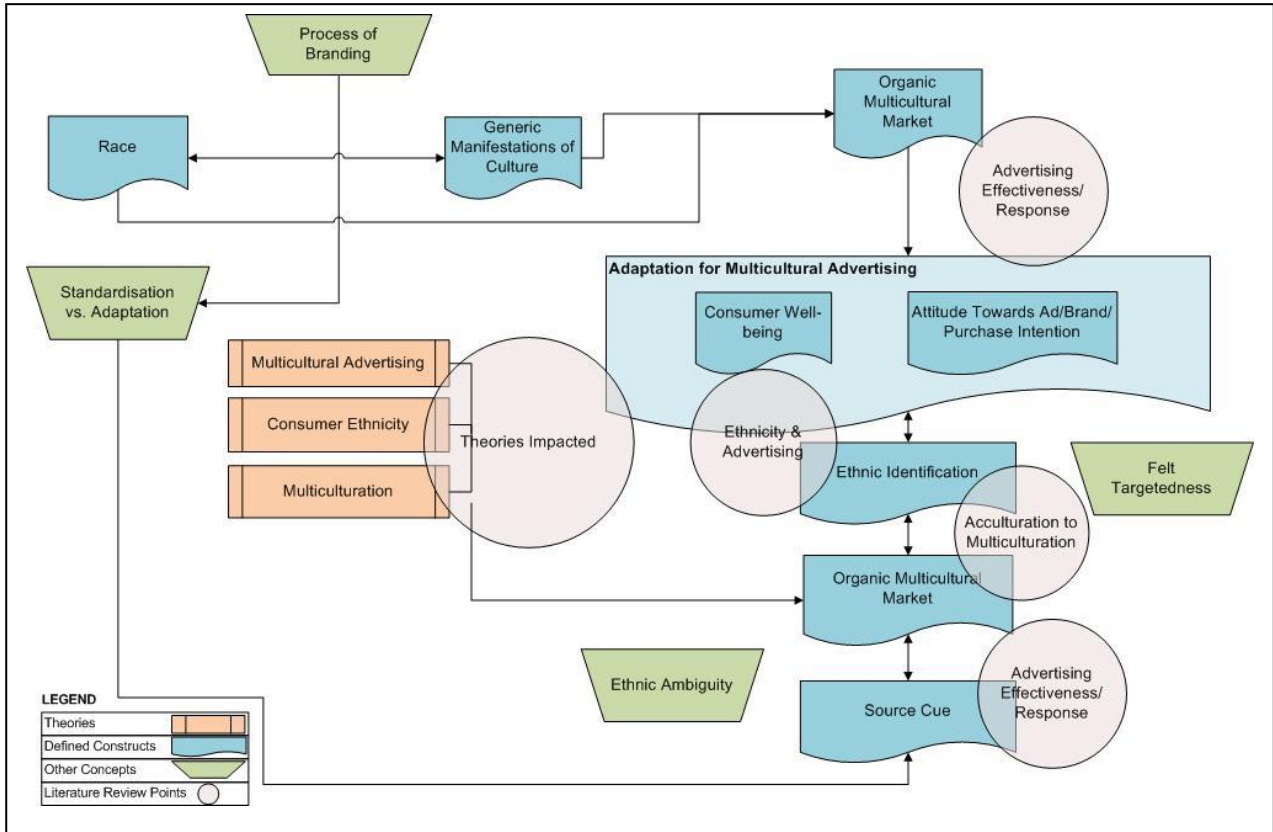 Process of
Branding
Organic
Multicultural
Market
Race
Generic
Manifestations of
Culture
Advertising
Effectiveness/
Response
Standardisation
vs. Adaptation
Adaptation for Multicultural Advertising
Consumer Well-
being
Attitude Towards Ad/Brand/
Purchase Intention
Multicultural Advertising
Consumer Ethnicity
Multiculturation
Theories Impacted
Ethnicity &
Advertising
Ethnic Identification
Felt
Targetedness
Acculturation to
Multiculturation
Organic Multicultural
Market
Ethnic Ambiguity
Source Cue
Advertising
Effectiveness/
Response
LEGEND
Theories
Defined Constructs
Other Concepts
Literature Review Points